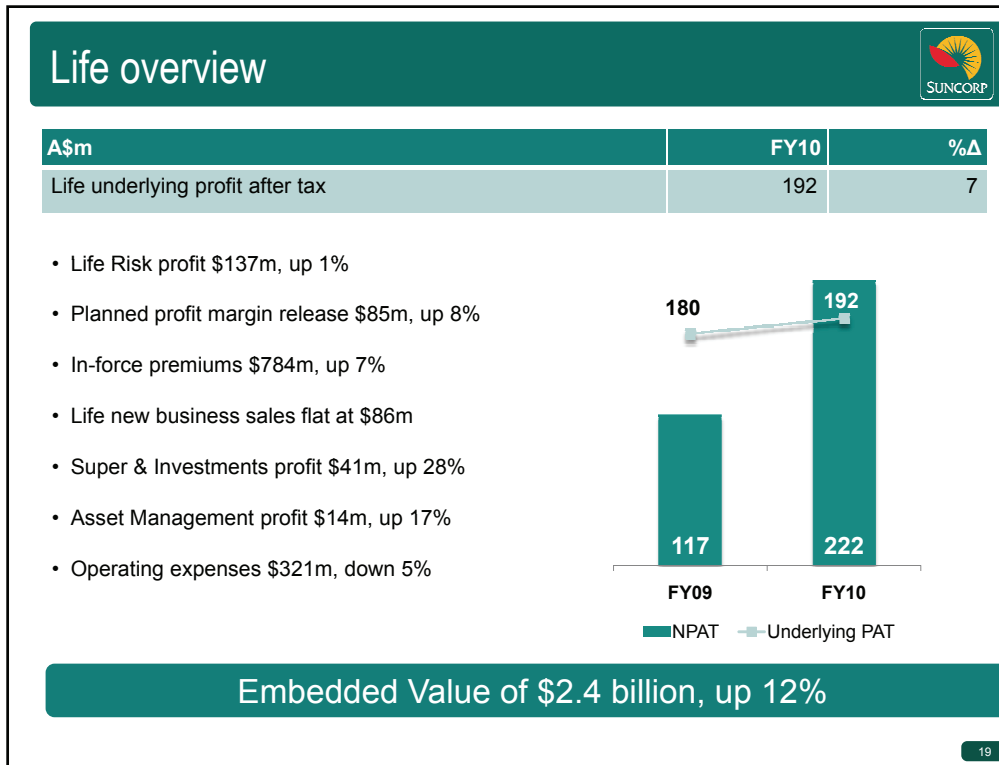 Life overview
SUNCORP
A$m FY10 %Δ
Life underlying profit after tax 192 7
• Life Risk profit $137m, up 1%
• Planned profit margin release $85m, up 8%
• In-force premiums $784m, up 7%
• Life new business sales flat at $86m
• Super & Investments profit $41m, up 28%
• Asset Management profit $14m, up 17%
• Operating expenses $321m, down 5%
180 192
117 222
FY09 FY10
NPAT Underlying PAT
Embedded Value of $2.4 billion, up 12%
19